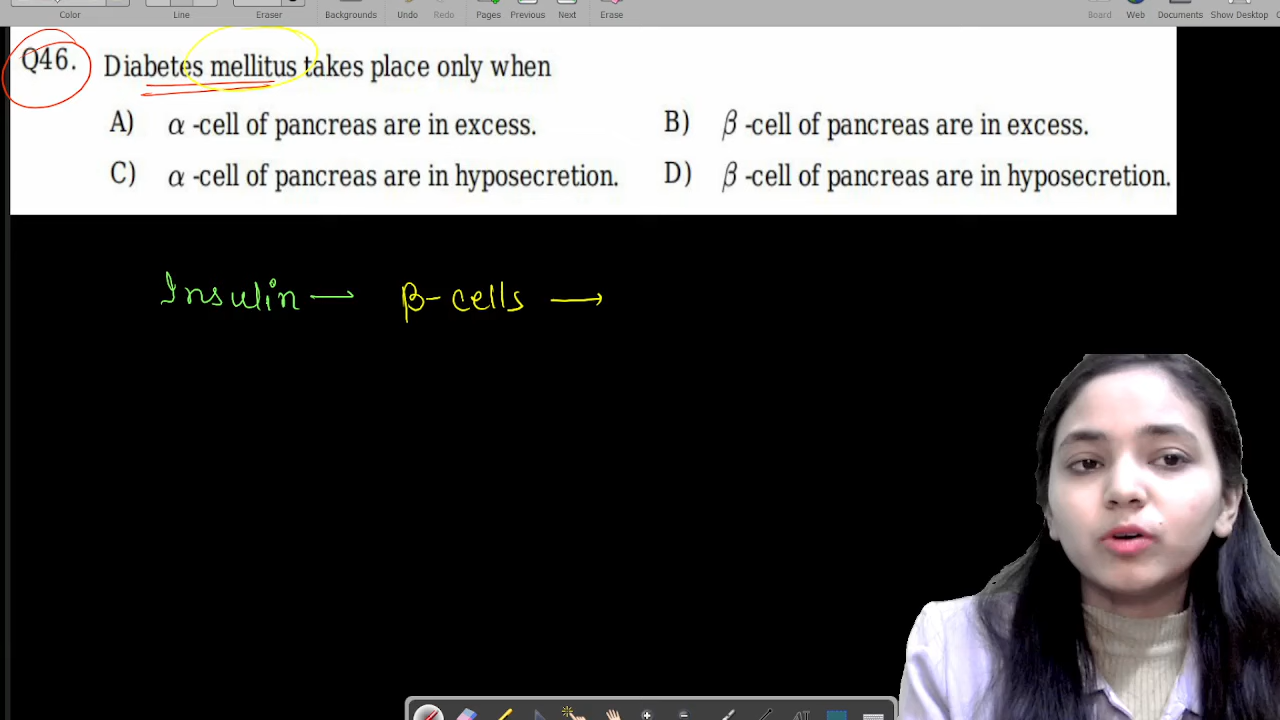 Color Line Eraser Backgrounds Undo Redo Pages Previous Next Erase Board Web Documents Show Desktop
Q46. Diabetes mellitus takes place only when
A) α -cell of pancreas are in excess. B) β -cell of pancreas are in excess.
C) α -cell of pancreas are in hyposecretion. D) β -cell of pancreas are in hyposecretion.
Insulin → β-cells →